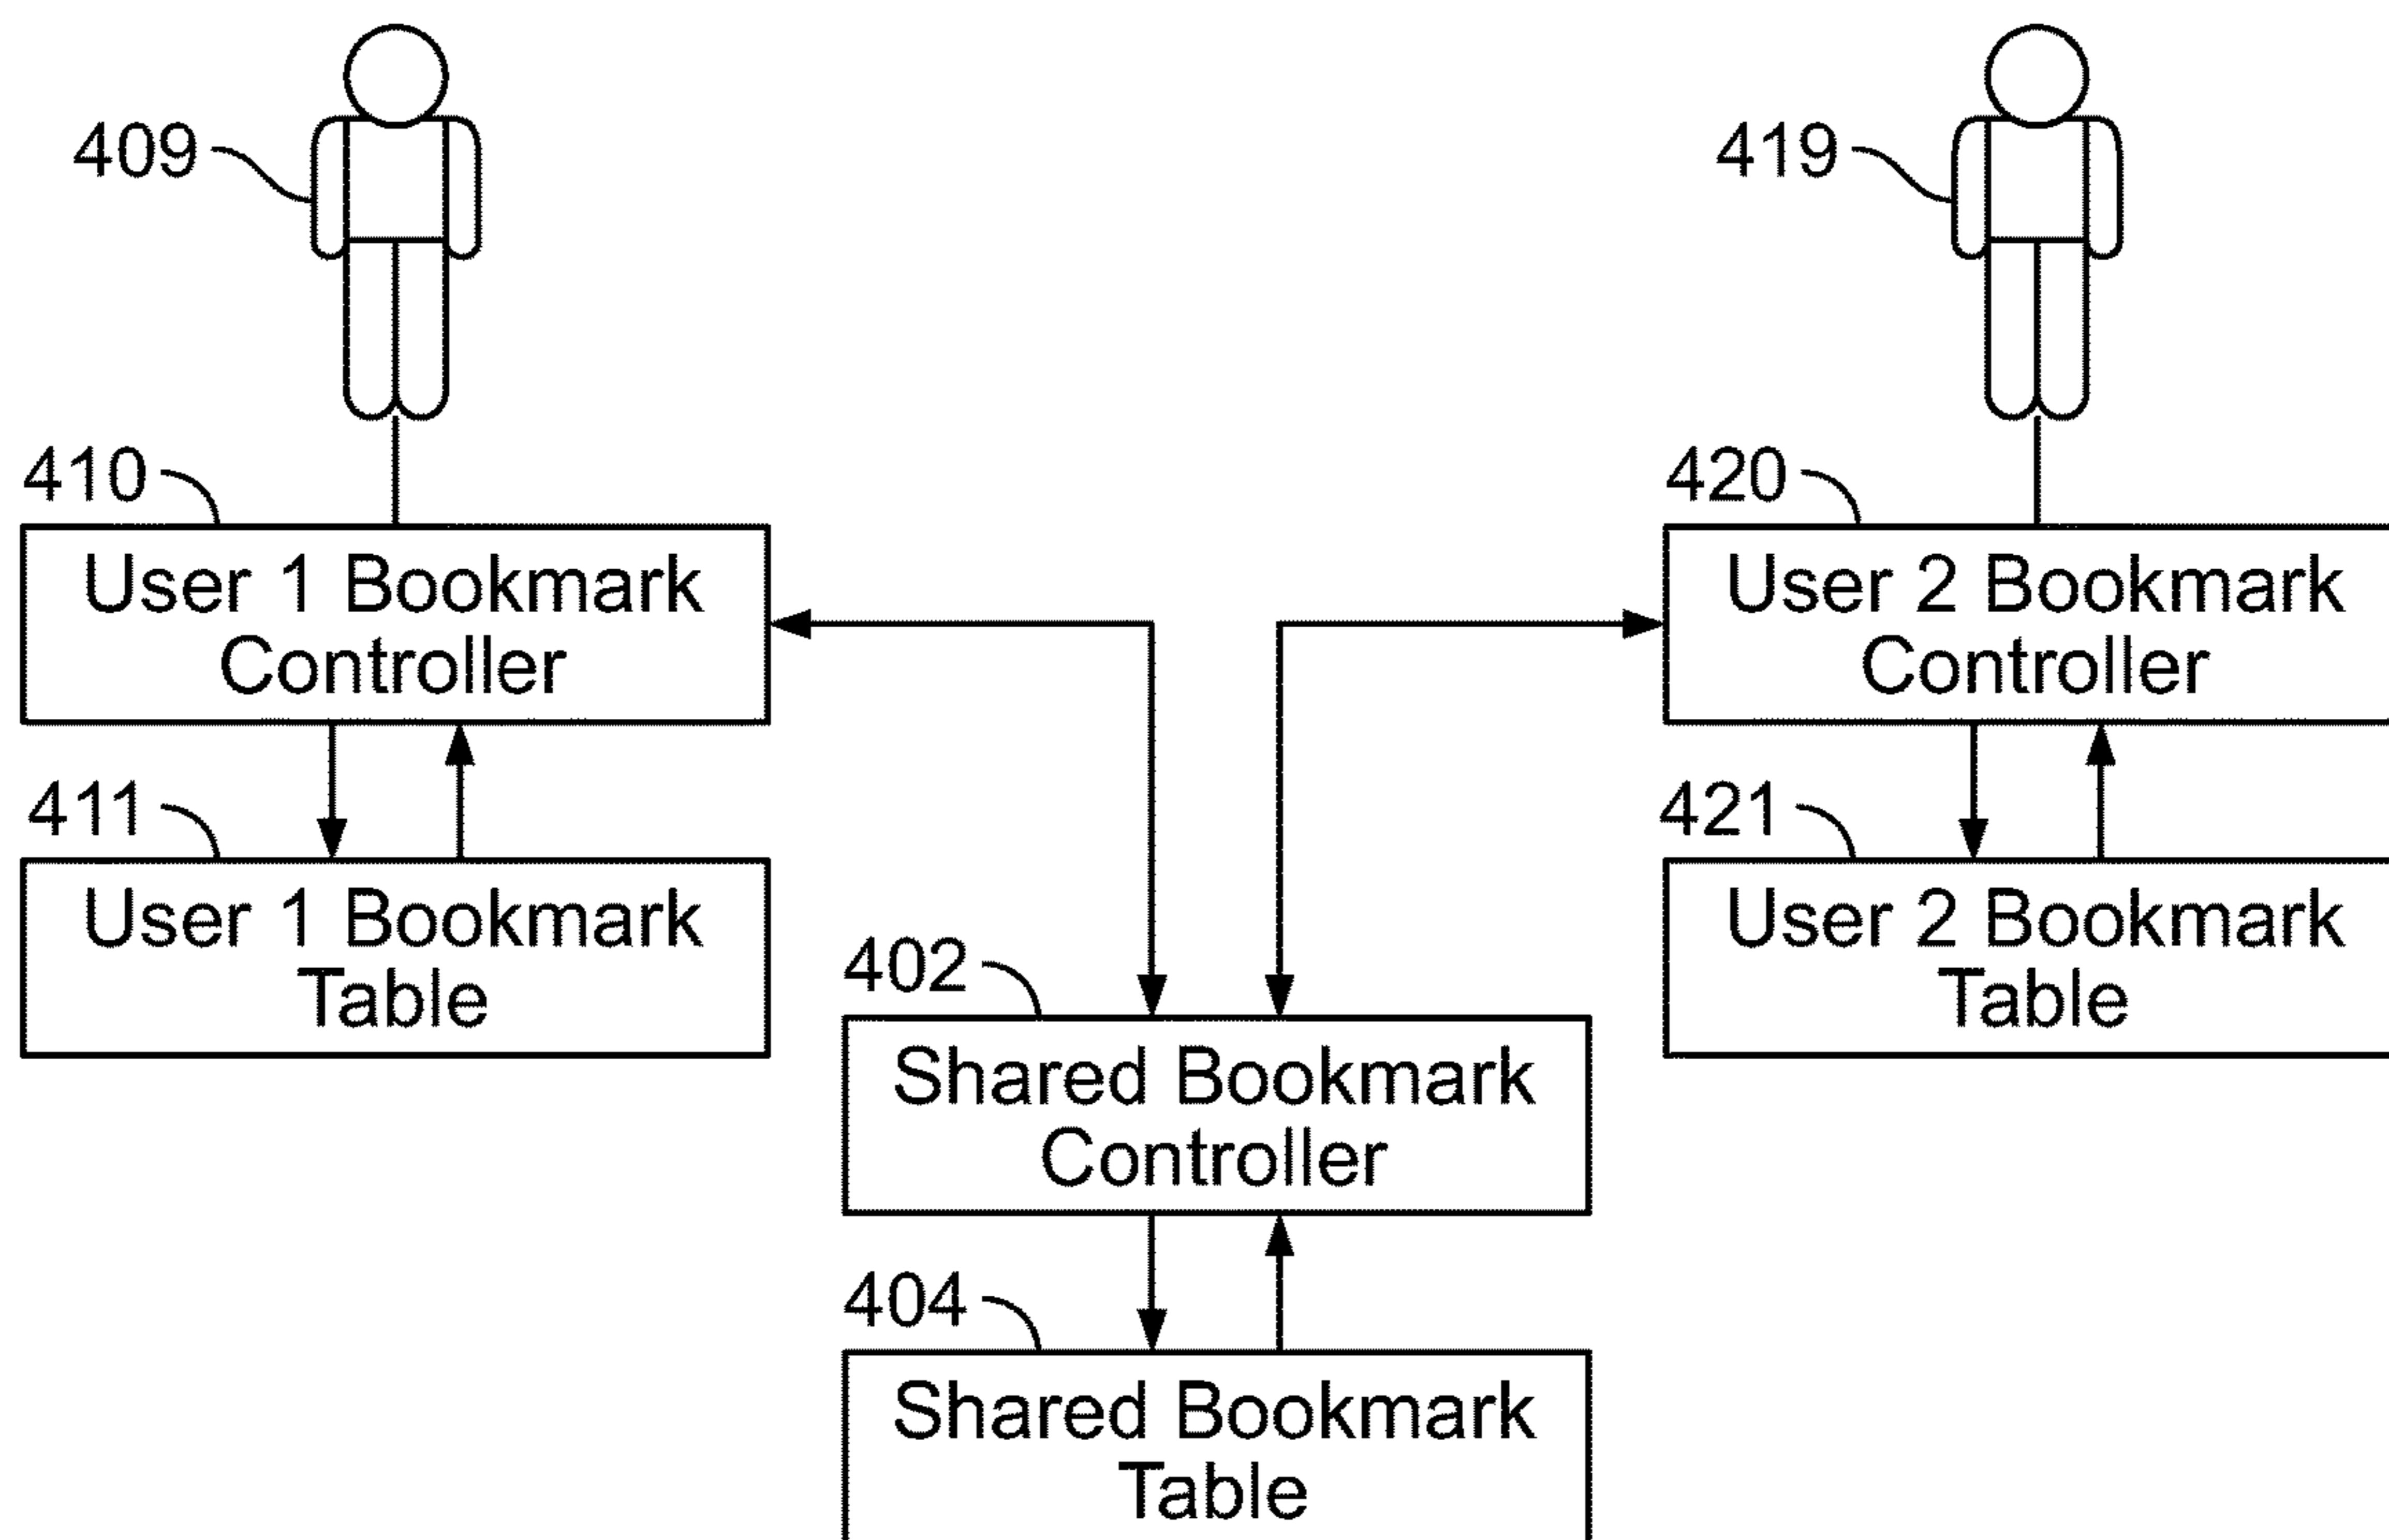 409
419
410
420
User 1 Bookmark
Controller
User 2 Bookmark
Controller
411
421
User 1 Bookmark
Table
User 2 Bookmark
Table
402
Shared Bookmark
Controller
404
Shared Bookmark
Table